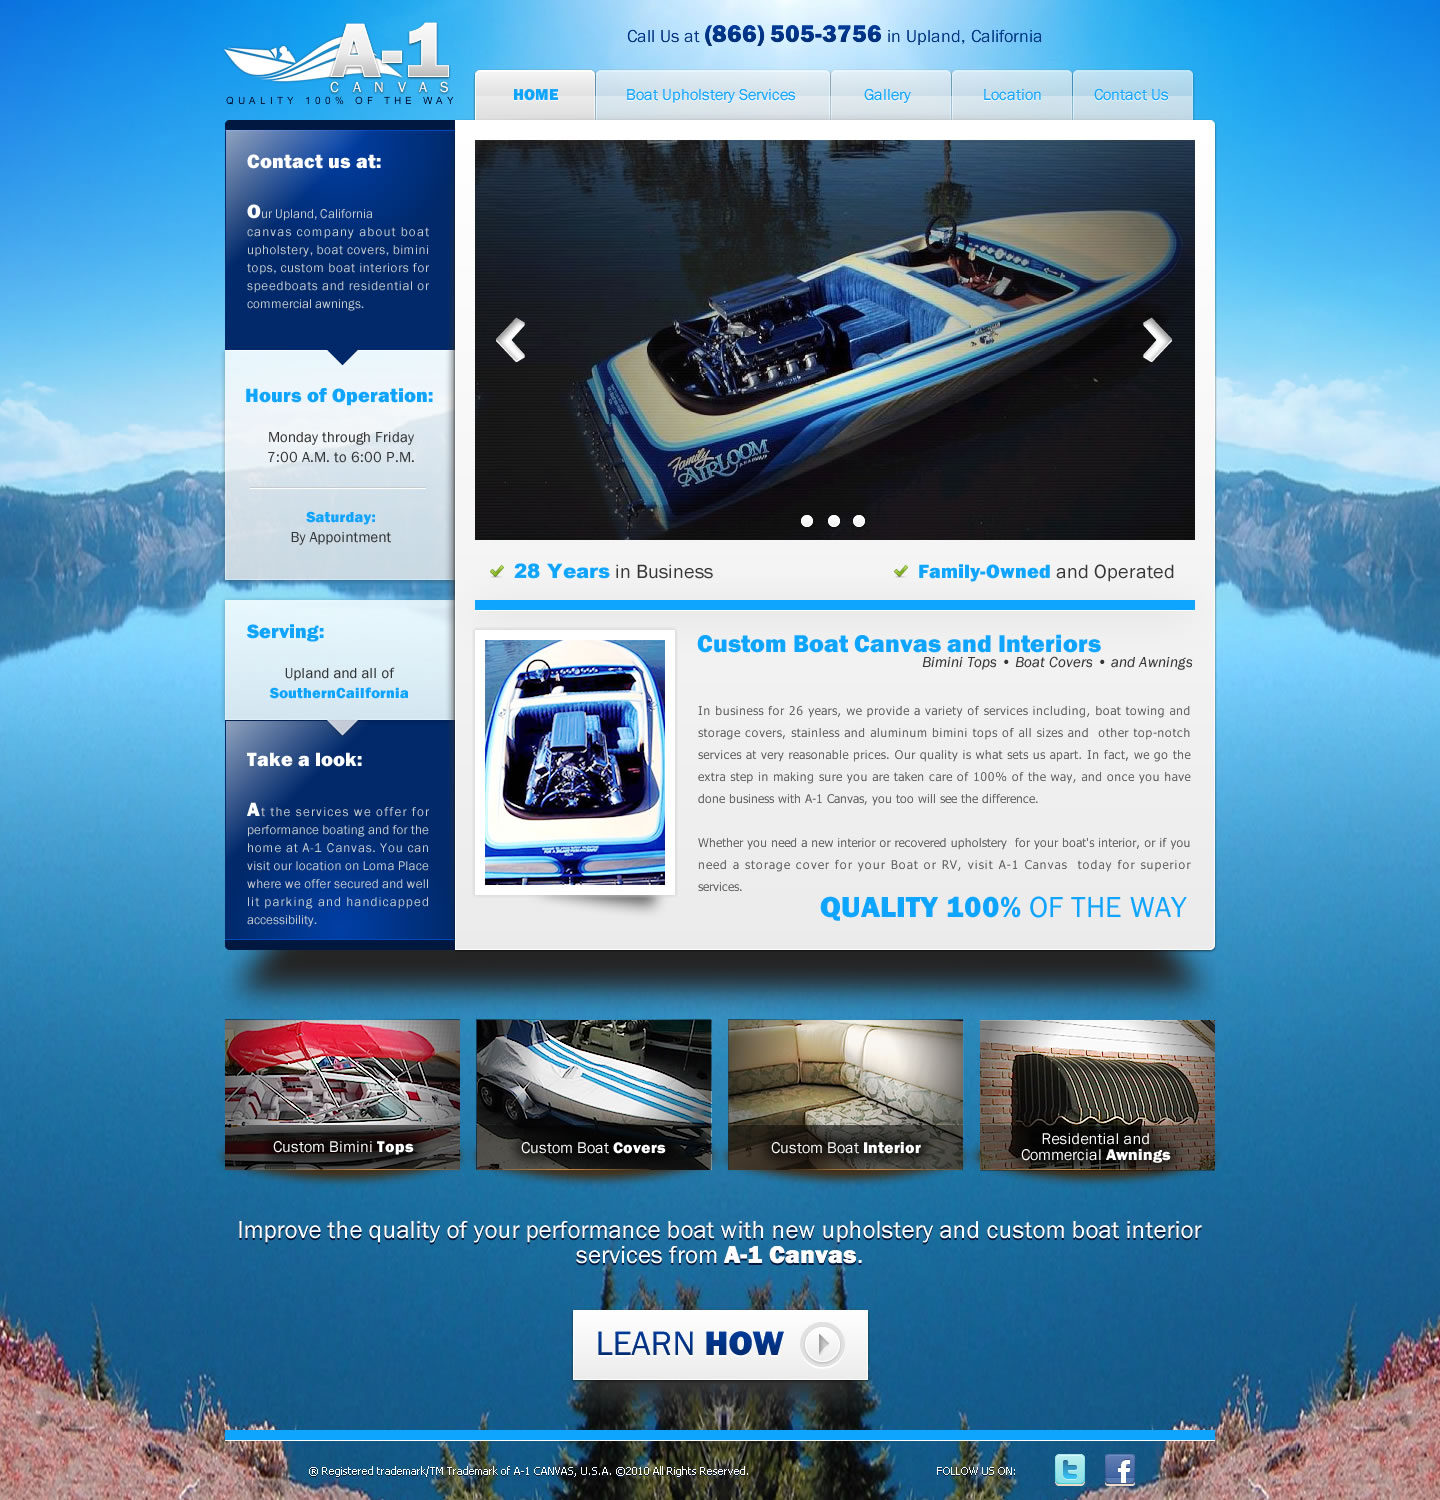 A-1
CANVAS
QUALITY 100% OF THE WAY
Call Us at (866) 505-3756 in Upland, California
HOME
Boat Upholstery Services
Gallery
Location
Contact Us
Contact us at:
Our Upland, California
canvas company about boat
upholstery, boat covers, bimini
tops, custom boat interiors for
speedboats and residential or
commercial awnings.
Hours of Operation:
Monday through Friday
7:00 A.M. to 6:00 P.M.
Saturday:
By Appointment
Serving:
Upland and all of
SouthernCailfornia
Take a look:
At the services we offer for
performance boating and for the
home at A-1 Canvas. You can
visit our location on Loma Place
where we offer secured and well
lit parking and handicapped
accessibility.
Family
AIRLOOM
28 Years in Business
Family-Owned and Operated
Custom Boat Canvas and Interiors
Bimini Tops • Boat Covers • and Awnings
In business for 26 years, we provide a variety of services including, boat towing and
storage covers, stainless and aluminum bimini tops of all sizes and other top-notch
services at very reasonable prices. Our quality is what sets us apart. In fact, we go the
extra step in making sure you are taken care of 100% of the way, and once you have
done business with A-1 Canvas, you too will see the difference.
Whether you need a new interior or recovered upholstery for your boat's interior, or if you
need a storage cover for your Boat or RV, visit A-1 Canvas today for superior
services.
QUALITY 100% OF THE WAY
Custom Bimini Tops
Custom Boat Covers
Custom Boat Interior
Residential and
Commercial Awnings
Improve the quality of your performance boat with new upholstery and custom boat interior
services from A-1 Canvas.
LEARN HOW
® Registered trademark/TM Trademark of A-1 CANVAS, U.S.A. ©2010 All Rights Reserved.
FOLLOW US ON: